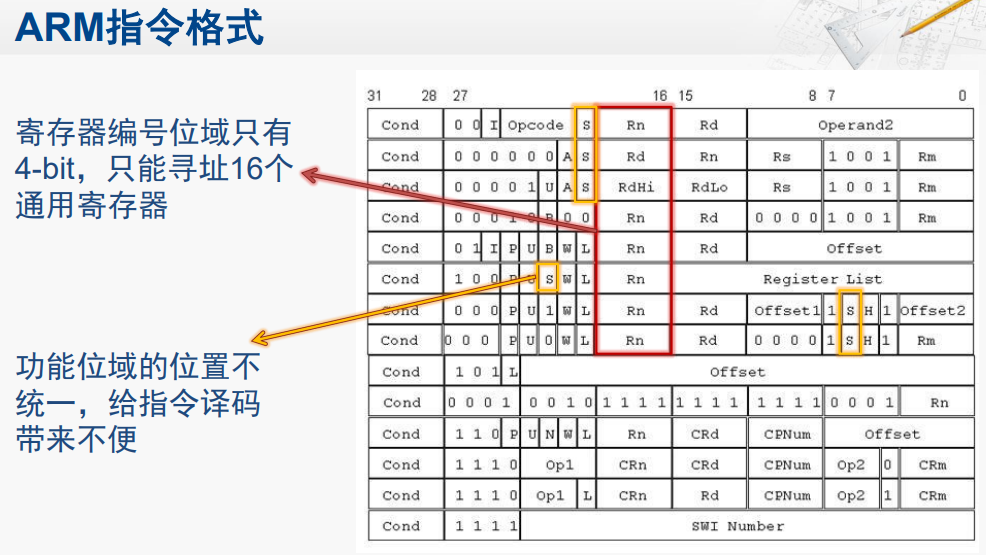 ARM指令格式
寄存器编号位域只有
4-bit，只能寻址16个
通用寄存器
功能位域的位置不
统一，给指令译码
带来不便
31 28 27 16 15 8 7 0
Cond 0 0 I Opcode S Rn Rd Operand2
Cond 0 0 0 0 0 0 A S Rd Rn Rs 1 0 0 1 Rm
Cond 0 0 0 0 1 U A S RdHi RdLo Rs 1 0 0 1 Rm
Cond 0 0 0 1 0 B 0 0 Rn Rd 0 0 0 0 1 0 0 1 Rm
Cond 0 1 I P U B W L Rn Rd Offset
Cond 1 0 0 P U S W L Rn Register List
Cond 0 0 0 P U 1 W L Rn Rd Offset1 1 S H 1 Offset2
Cond 0 0 0 P U 0 W L Rn Rd 0 0 0 0 1 S H 1 Rm
Cond 1 0 1 L Offset
Cond 0 0 0 1 0 0 1 0 1 1 1 1 1 1 1 1 1 1 1 1 0 0 0 1 Rn
Cond 1 1 0 P U N W L Rn CRd CPNum Offset
Cond 1 1 1 0 Op1 CRn CRd CPNum Op2 0 CRm
Cond 1 1 1 0 Op1 L CRn Rd CPNum Op2 1 CRm
Cond 1 1 1 1 SWI Number